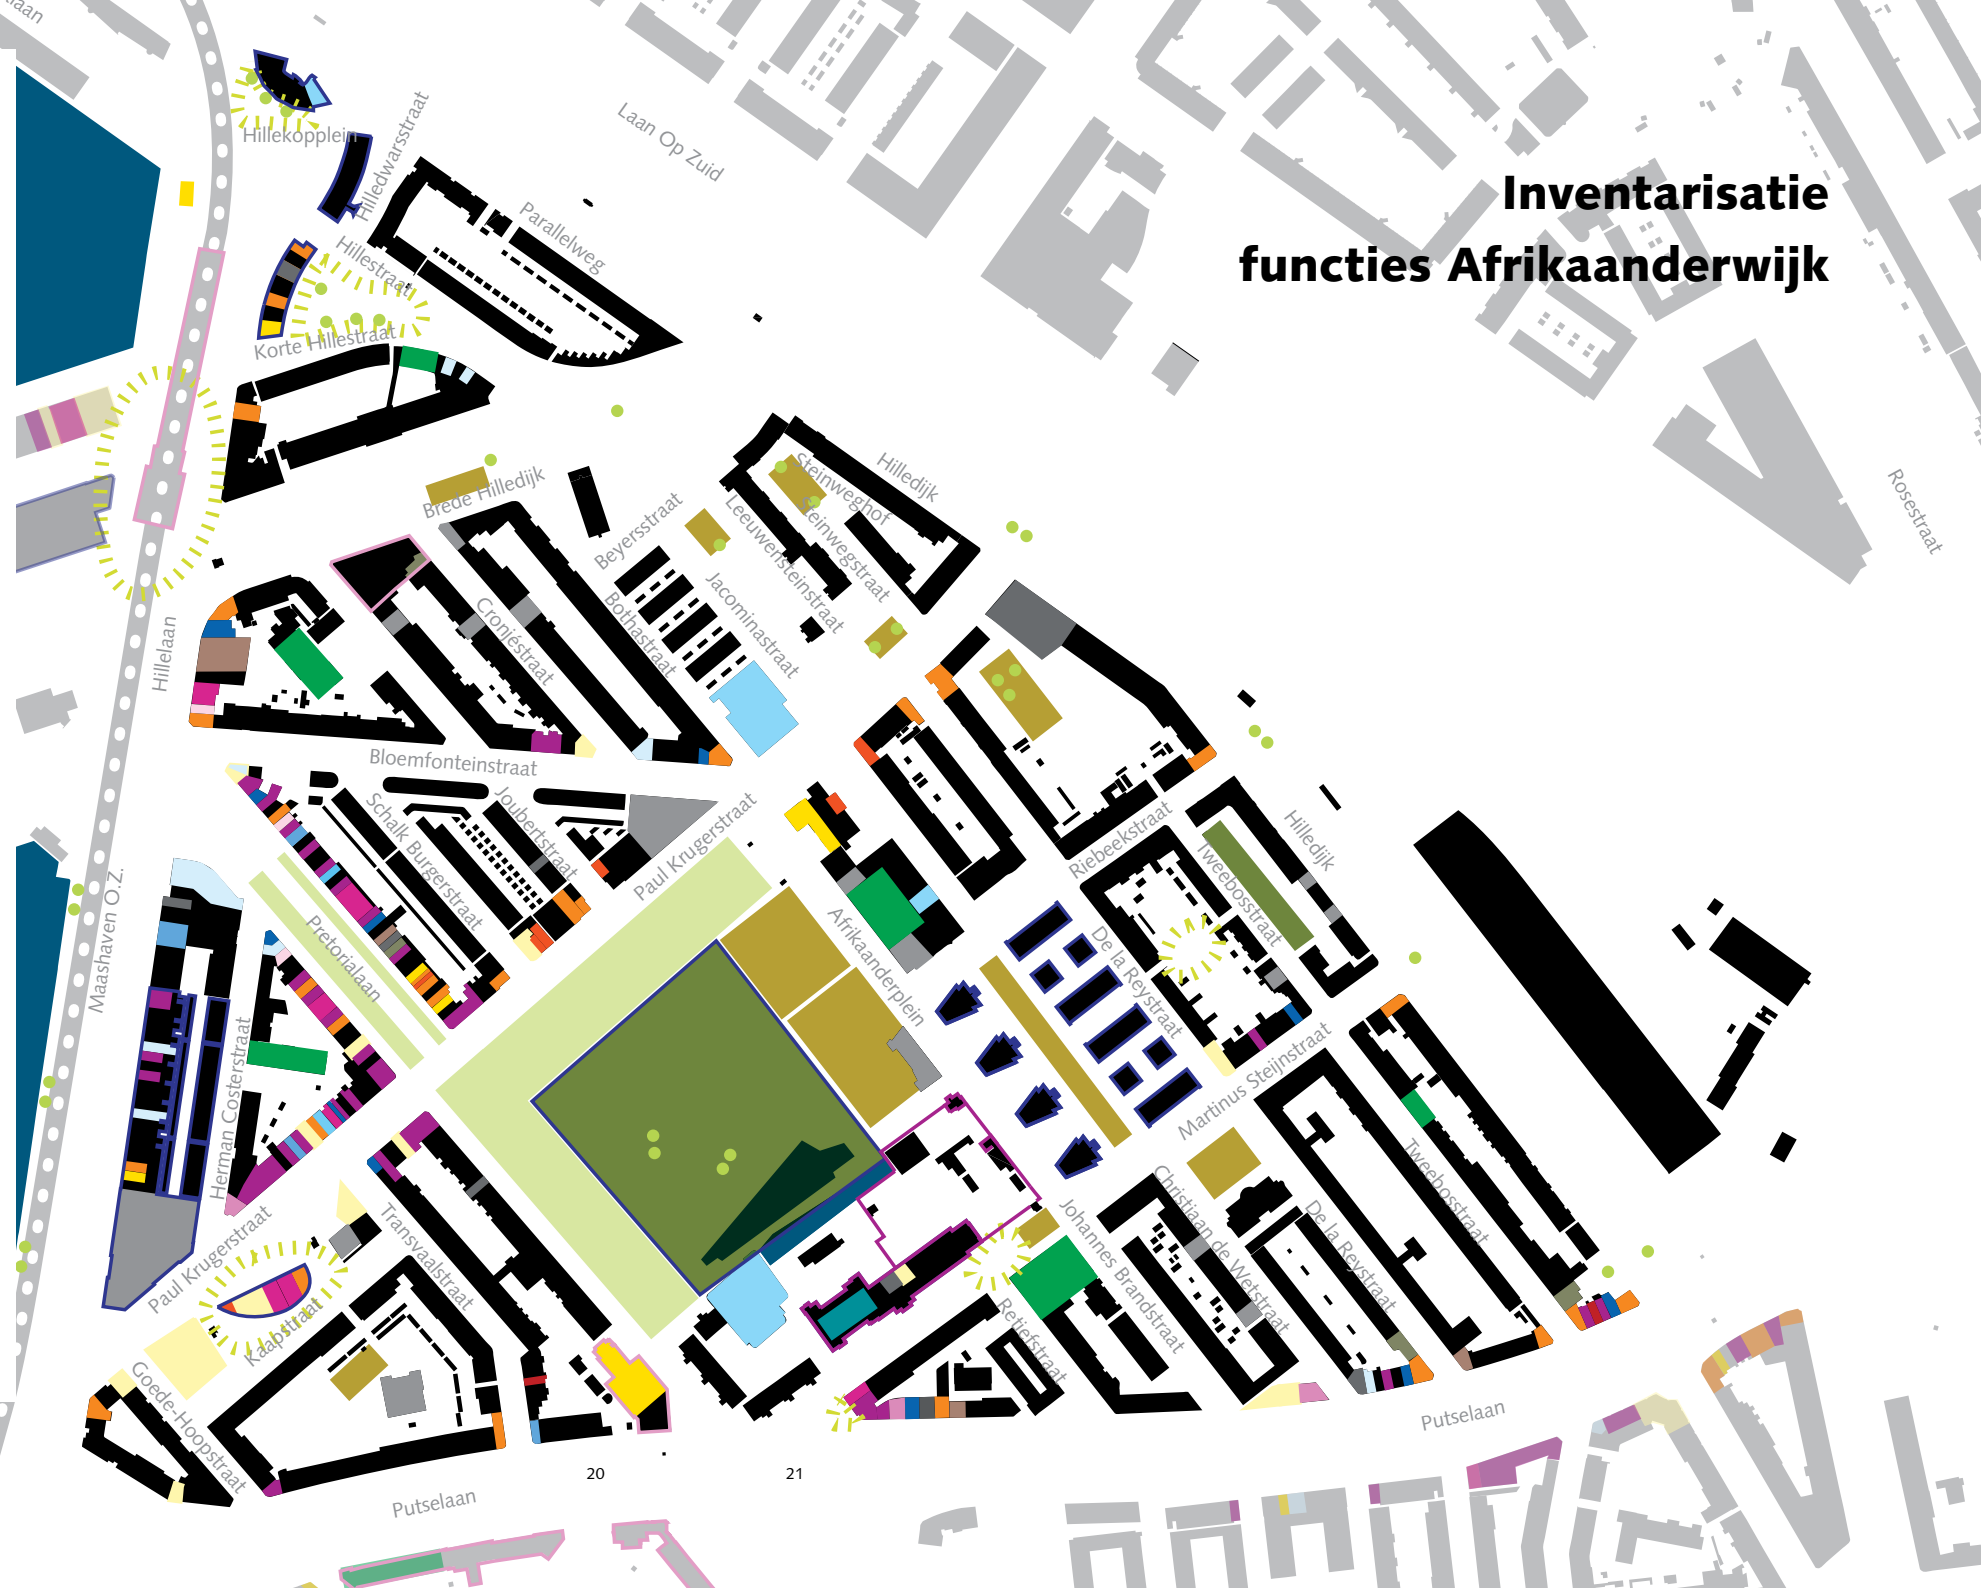 laan
Hillekopplein
Hilledwarsstraat
Laan Op Zuid
Inventarisatie
functies Afrikaanderwijk
Parallelweg
Hillestraat
Korte Hillestraat
Brede Hilledijk
Steinweghof
Hilledijk
Rosestraat
Beyersstraat
Leeuwensteinstraat
Steinwegstraat
Jacominastraat
Bothastraat
Cronjéstraat
Hillelaan
Bloemfonteinstraat
Joubertstraat
Schalk Burgerstraat
Paul Krugerstraat
Riebeekstraat
Hilledijk
Tweebosstraat
Maashaven O.Z.
Pretorialaan
Afrikaanderplein
De la Reystraat
Martinus Steijnstraat
Herman Costerstraat
Paul Krugerstraat
Transvaalstraat
Kaapstraat
Goede-Hoopstraat
Christiaan de Wetstraat
Johannes Brandstraat
De la Reystraat
Tweebosstraat
Retiefstraat
Putselaan
20
21
Putselaan